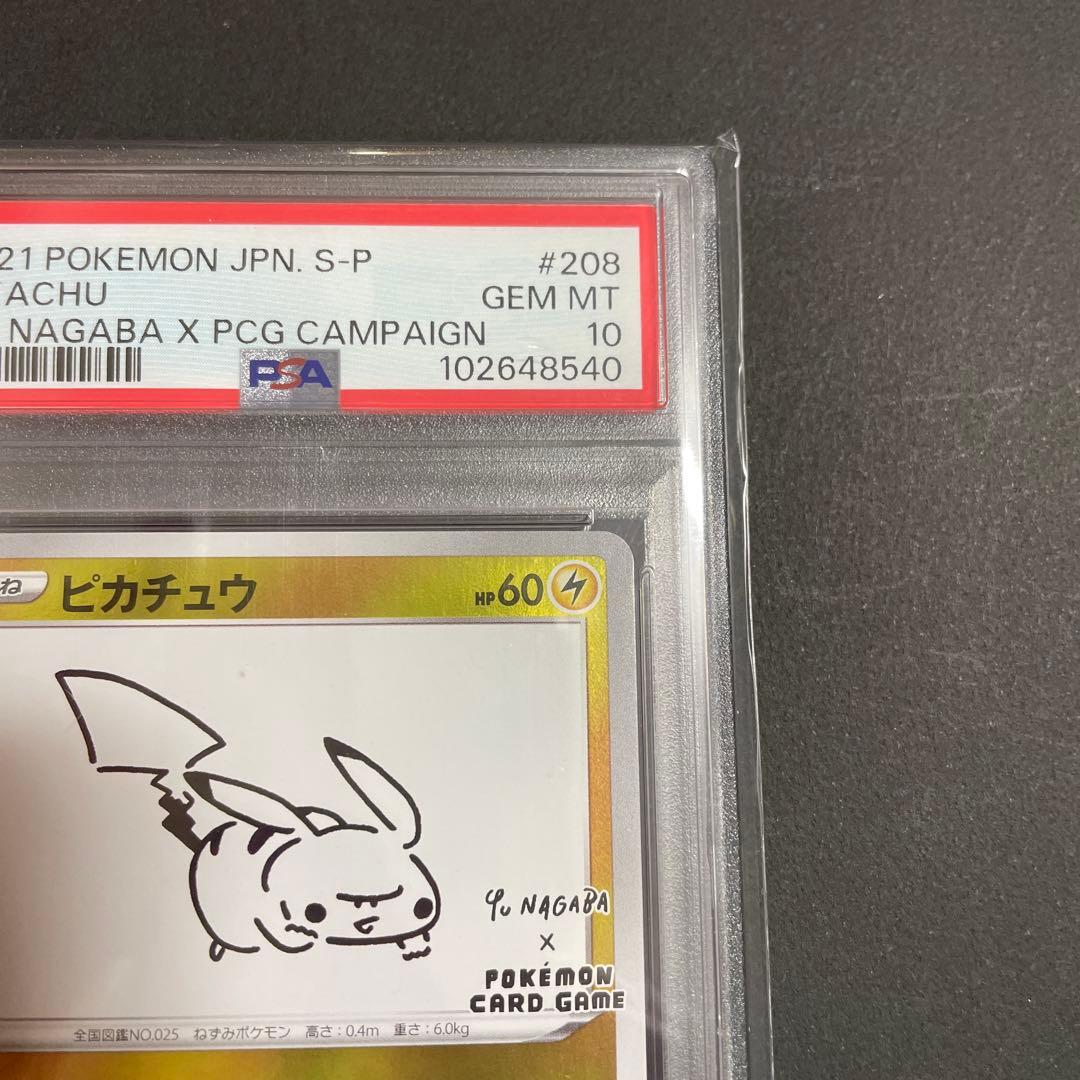 21 POKEMON JPN. S-P #208
ACHU GEM MT
NAGABA X PCG CAMPAIGN 10
PSA 102648540
ね ピカチュウ HP60
Yu NAGABA
X
POKÉMON
CARD GAME
全国図鑑NO.025 ねずみポケモン 高さ:0.4m 重さ:6.0kg